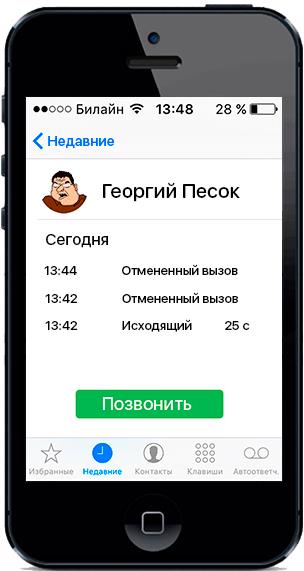 Билайн 13:48 28 %
Недавние
Георгий Песок
Сегодня
13:44 Отмененный вызов
13:42 Отмененный вызов
13:42 Исходящий 25 с
Позвонить
Избранные Недавние Контакты Клавиши Автоответч.